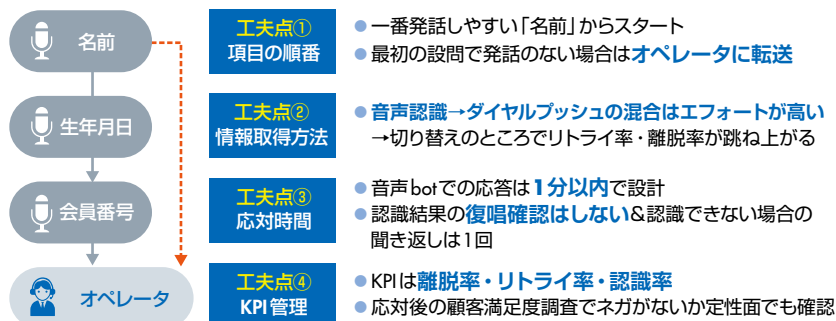 名前
生年月日
会員番号
オペレータ
工夫点①
項目の順番
●一番発話しやすい「名前」からスタート
●最初の設問で発話のない場合はオペレータに転送
工夫点②
情報取得方法
●音声認識→ダイヤルプッシュの混合はエフォートが高い
→切り替えのところでリトライ率・離脱率が跳ね上がる
工夫点③
応対時間
●音声botでの応答は1分以内で設計
●認識結果の復唱確認はしない&認識できない場合の
聞き返しは1回
工夫点④
KPI管理
●KPIは離脱率・リトライ率・認識率
●応対後の顧客満足度調査でネガがないか定性面でも確認